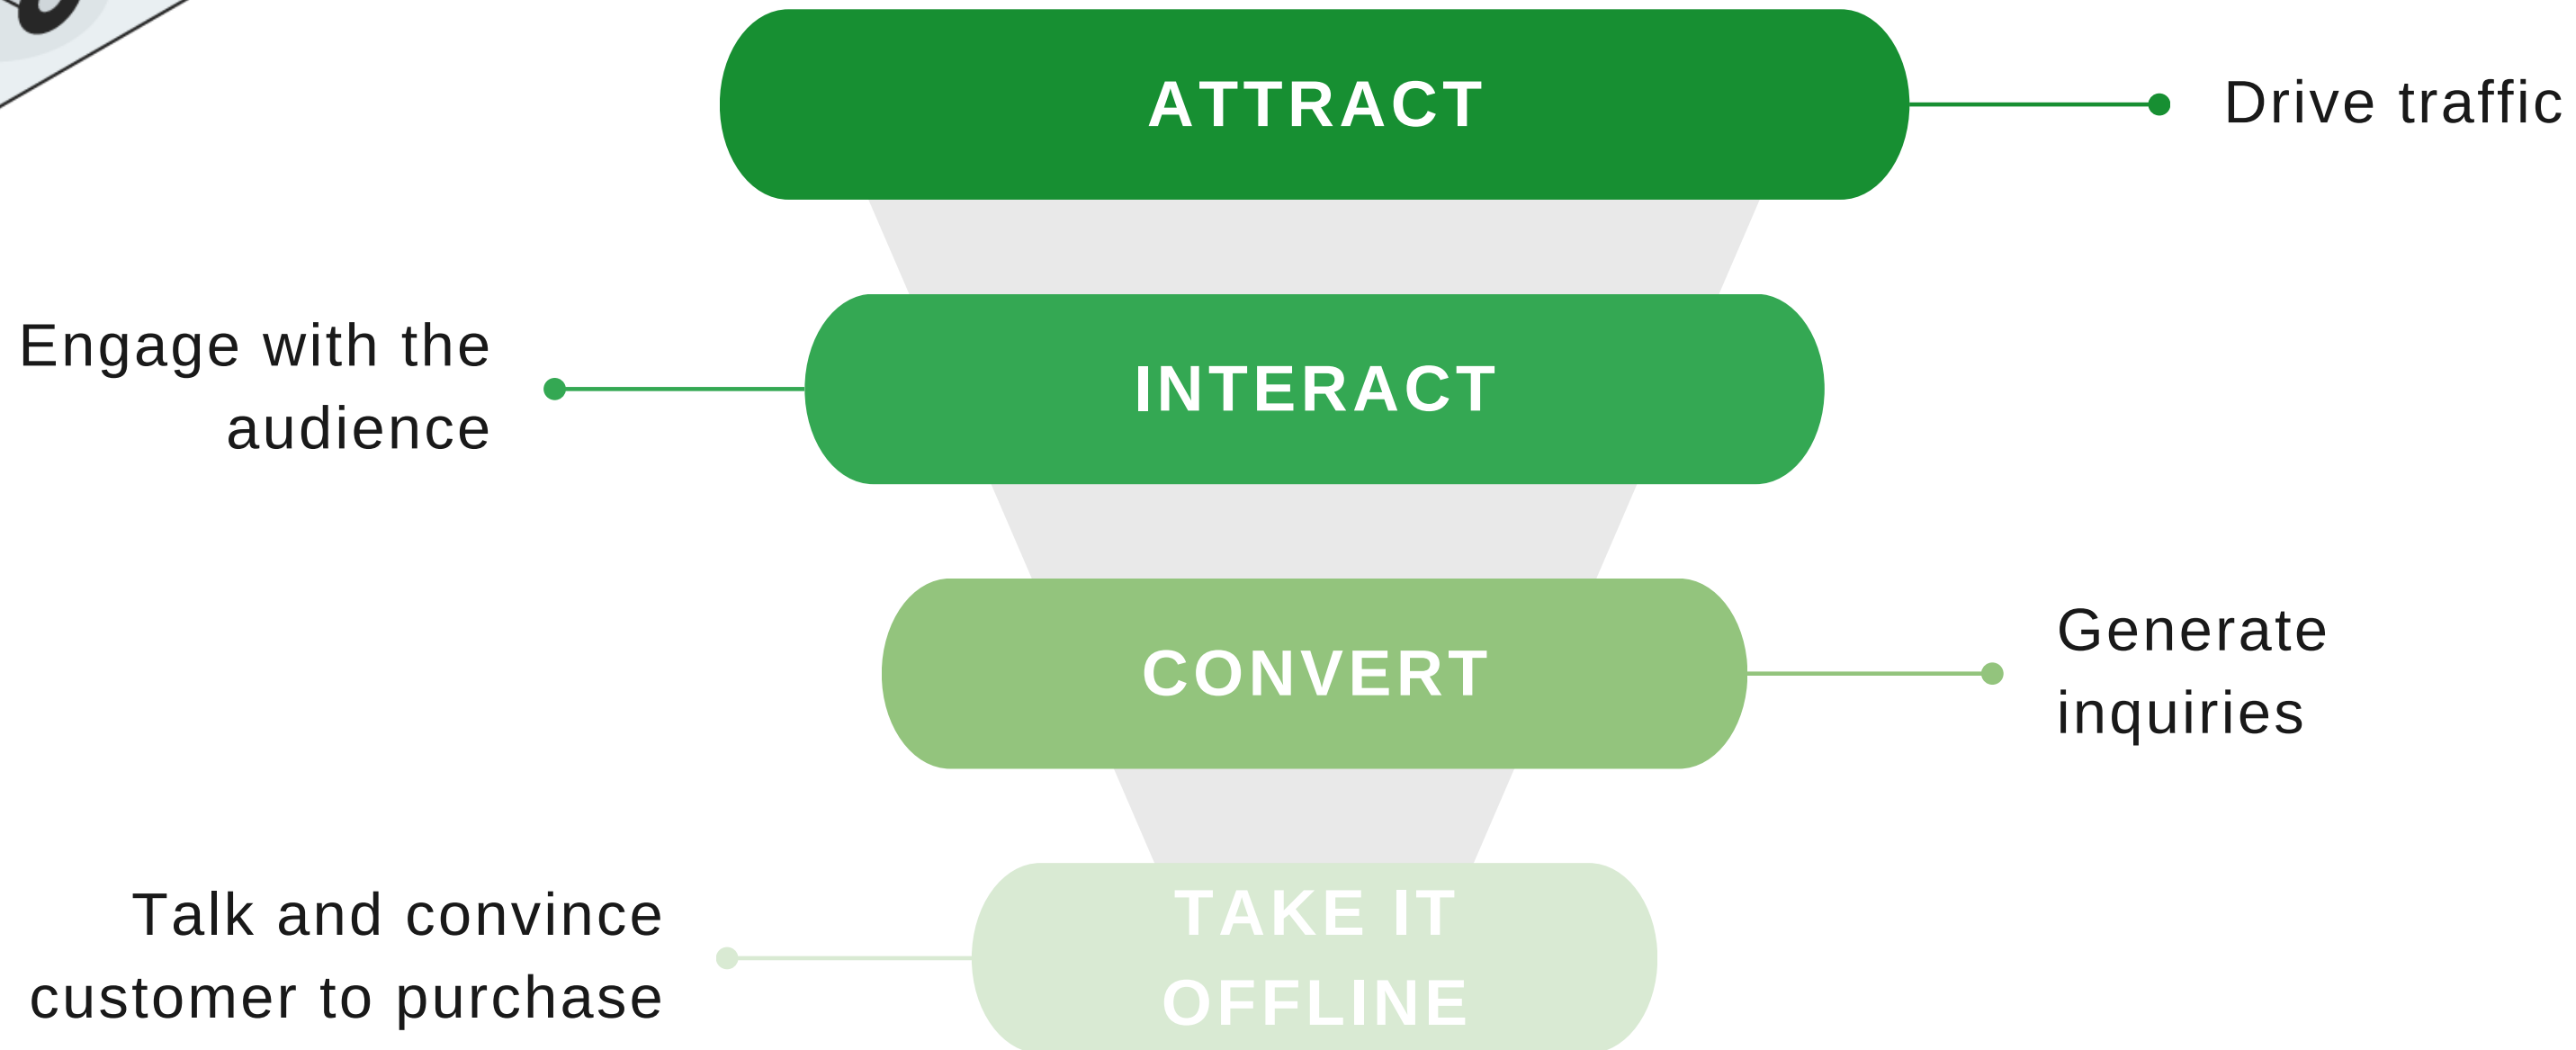 ATTRACT
Drive traffic
Engage with the
audience
INTERACT
CONVERT
Generate
inquiries
Talk and convince
customer to purchase
TAKE IT
OFFLINE